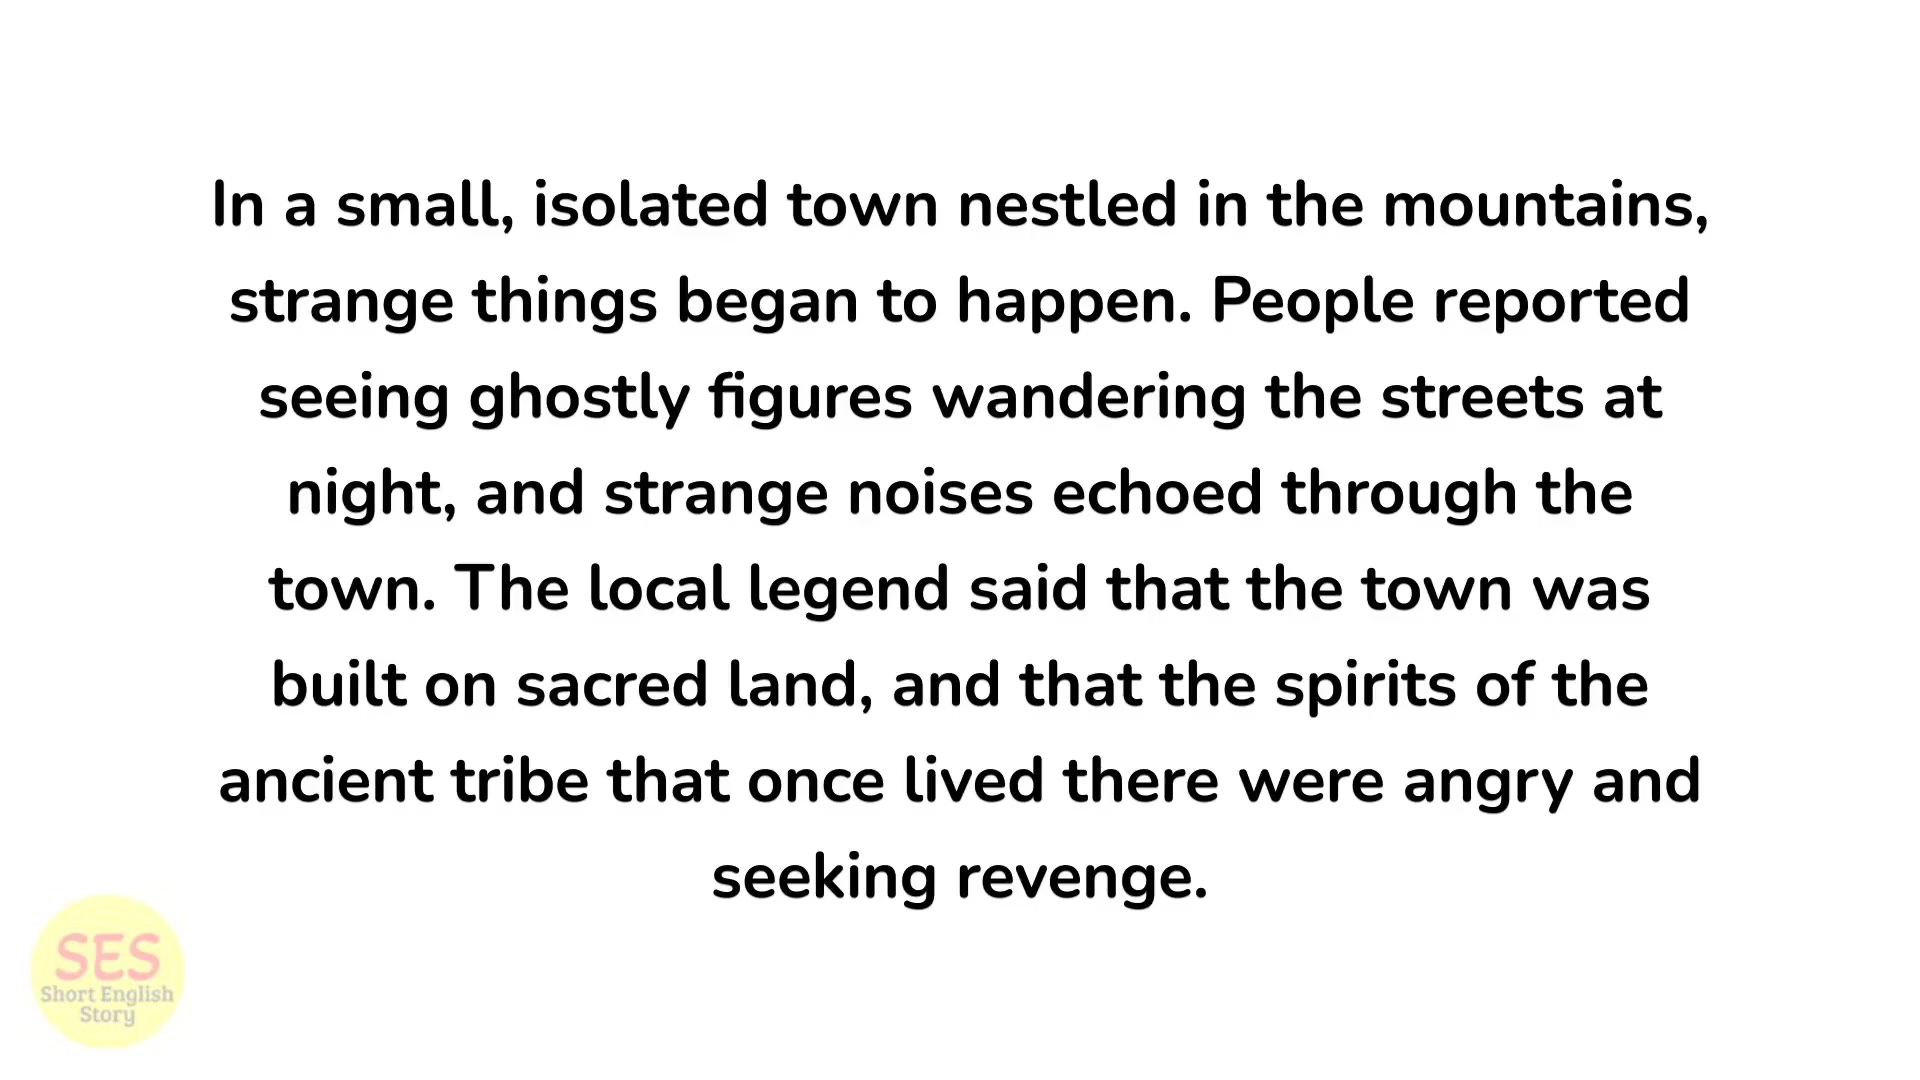 In a small, isolated town nestled in the mountains,
strange things began to happen. People reported
seeing ghostly figures wandering the streets at
night, and strange noises echoed through the
town. The local legend said that the town was
built on sacred land, and that the spirits of the
ancient tribe that once lived there were angry and
seeking revenge.
SES
Short English
Story